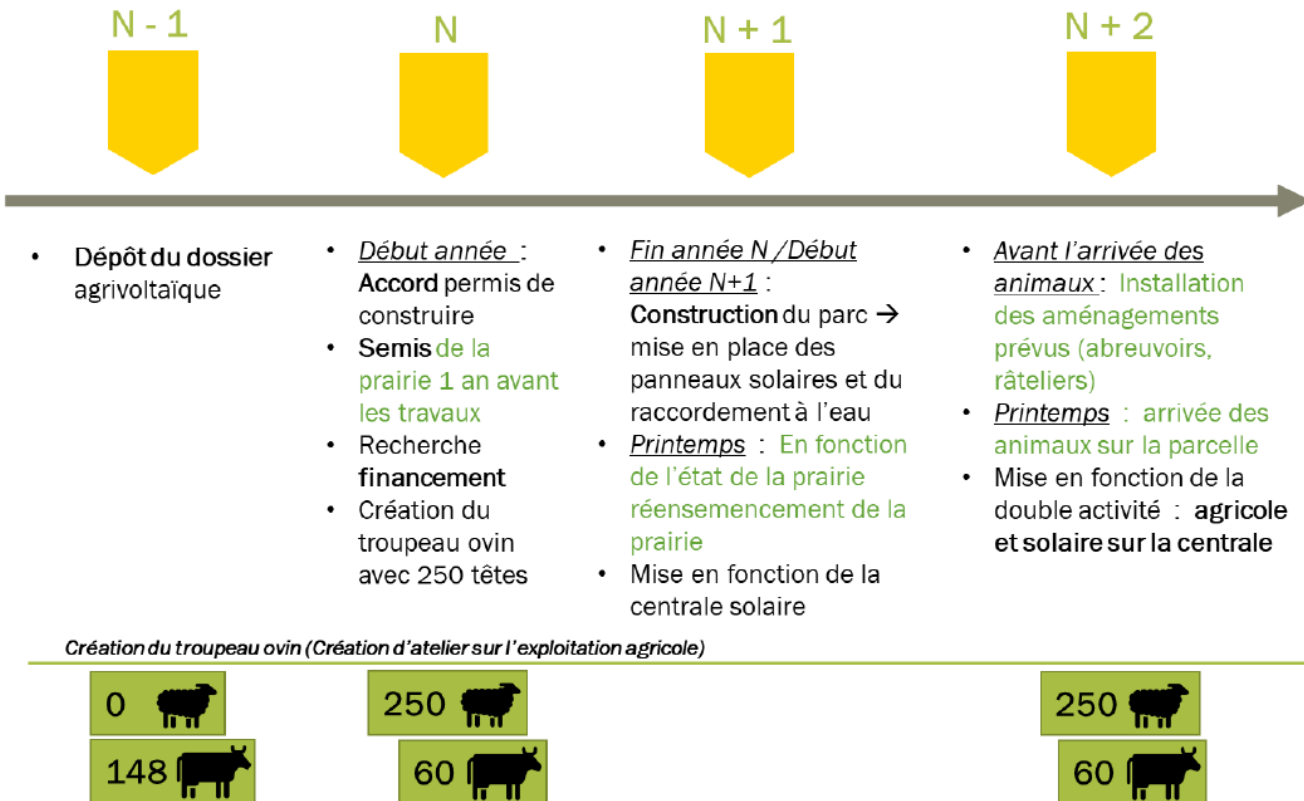 N - 1
N
N + 1
N + 2
• Dépôt du dossier
agrivoltaïque
• Début année :
Accord permis de
construire
• Semis de la
prairie 1 an avant
les travaux
• Recherche
financement
• Création du
troupeau ovin
avec 250 têtes
• Fin année N /Début
année N+1 :
Construction du parc →
mise en place des
panneaux solaires et du
raccordement à l'eau
• Printemps : En fonction
de l'état de la prairie
réensemencement de la
prairie
• Mise en fonction de la
centrale solaire
• Avant l'arrivée des
animaux : Installation
des aménagements
prévus (abreuvoirs,
râteliers)
• Printemps : arrivée des
animaux sur la parcelle
• Mise en fonction de la
double activité : agricole
et solaire sur la centrale
Création du troupeau ovin (Création d'atelier sur l'exploitation agricole)
0
250
250
148
60
60